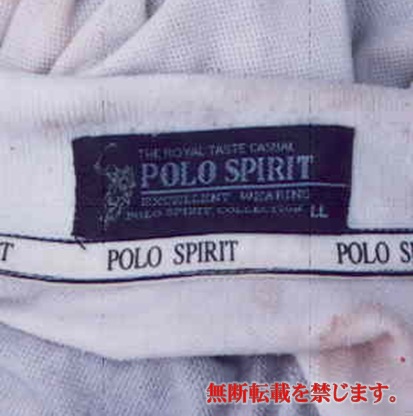 THE ROYAL TASTE CASUAL
POLO SPIRIT
EXCELLENT WEARING
POLO SPIRIT COLLECTION LL
T POLO SPIRIT POLO S
無断転載を禁じます。